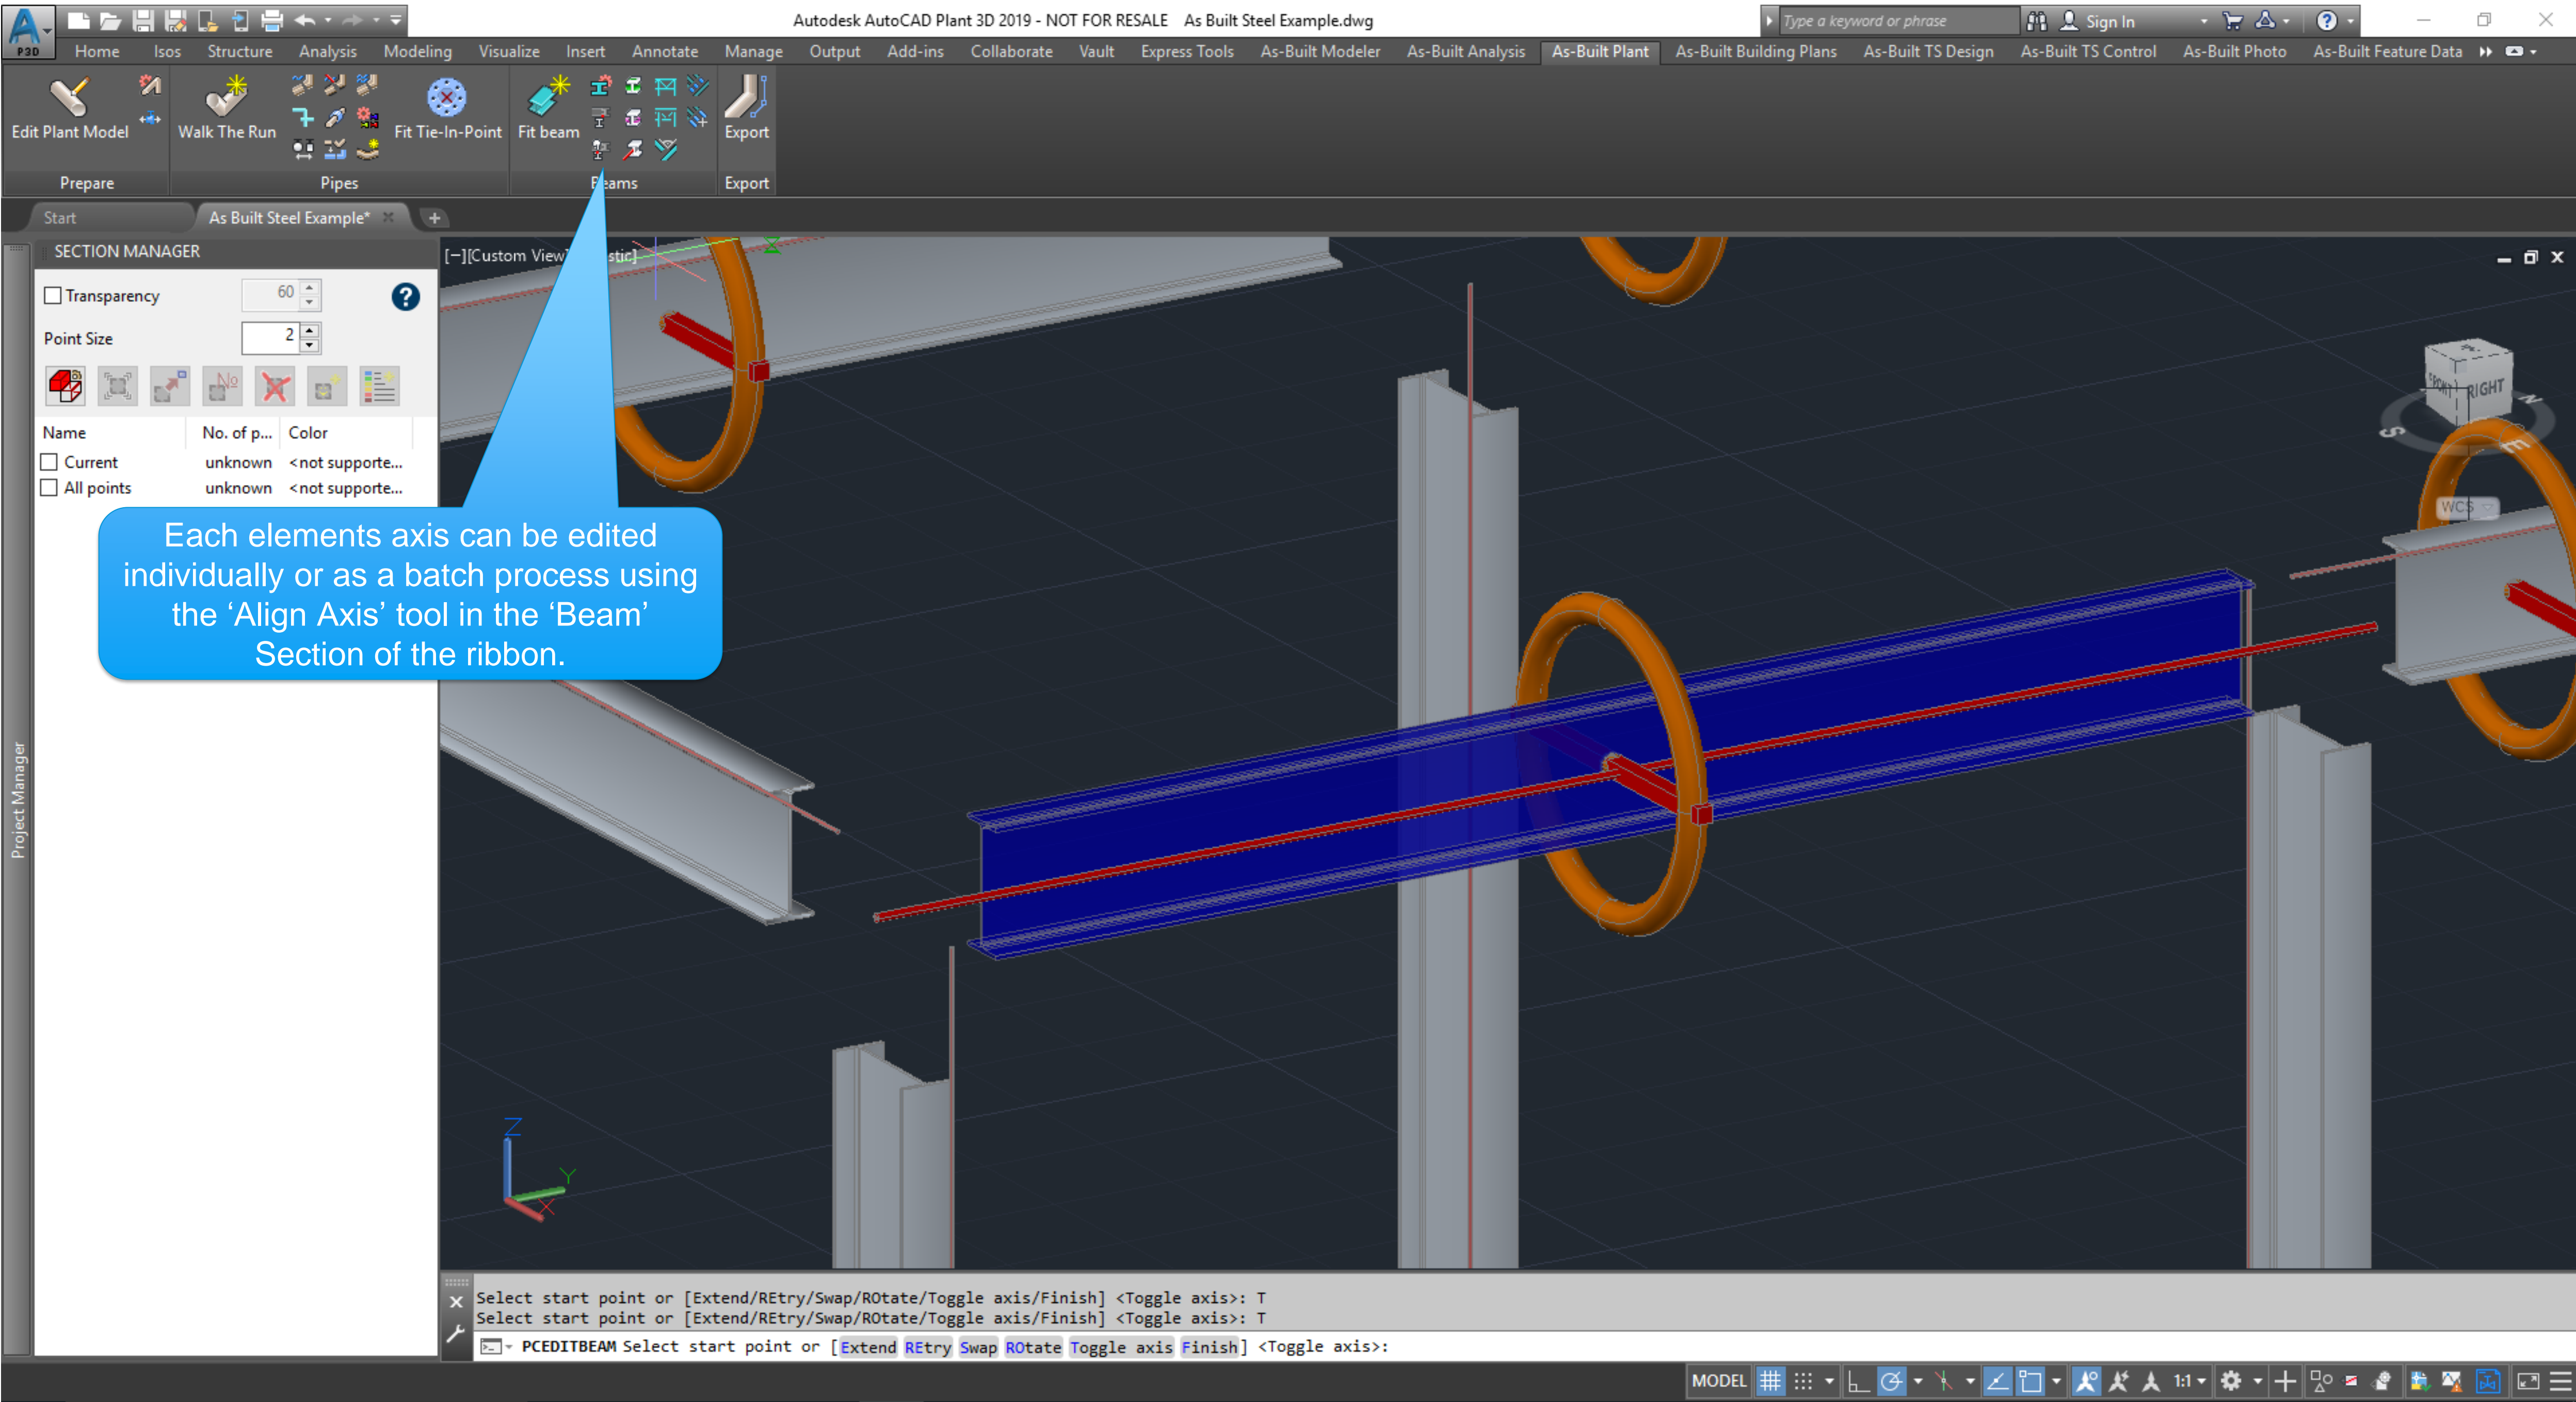 Autodesk AutoCAD Plant 3D 2019 - NOT FOR RESALE As Built Steel Example.dwg
Type a keyword or phrase
Sign In
P3D
Home Isos Structure Analysis Modeling Visualize Insert Annotate Manage Output Add-ins Collaborate Vault Express Tools As-Built Modeler As-Built Analysis As-Built Plant As-Built Building Plans As-Built TS Design As-Built TS Control As-Built Photo As-Built Feature Data
Edit Plant Model Walk The Run Fit Tie-In-Point Fit beam Export
Prepare Pipes Beams Export
Start As Built Steel Example*
SECTION MANAGER
[−][Custom View
stic]
Transparency 60
Point Size 2
Name No. of p... Color
Current unknown <not supporte...
All points unknown <not supporte...
Each elements axis can be edited
individually or as a batch process using
the ‘Align Axis’ tool in the ‘Beam’
Section of the ribbon.
Project Manager
FRONT RIGHT
S E N
WCS
Z
Y
X
Select start point or [Extend/REtry/Swap/ROtate/Toggle axis/Finish] <Toggle axis>: T
Select start point or [Extend/REtry/Swap/ROtate/Toggle axis/Finish] <Toggle axis>: T
PCEDITBEAM Select start point or [Extend REtry Swap ROtate Toggle axis Finish] <Toggle axis>:
MODEL 1:1